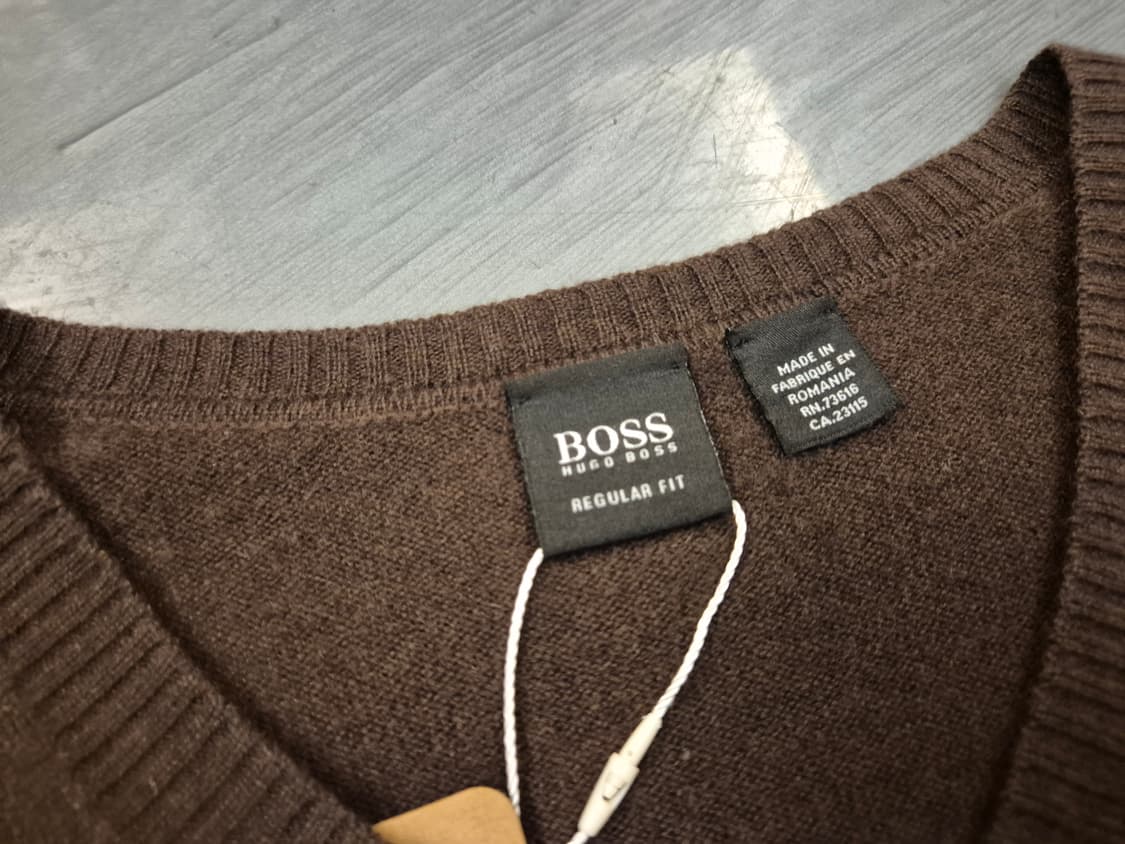 BOSS
HUGO BOSS
REGULAR FIT
MADE IN
FABRIQUE EN
ROMANIA
RN.73616
CA.23115